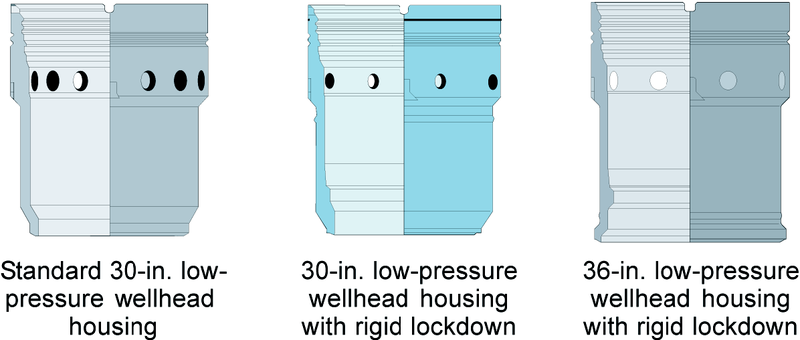 Standard 30-in. low-
pressure wellhead
housing
30-in. low-pressure
wellhead housing
with rigid lockdown
36-in. low-pressure
wellhead housing
with rigid lockdown